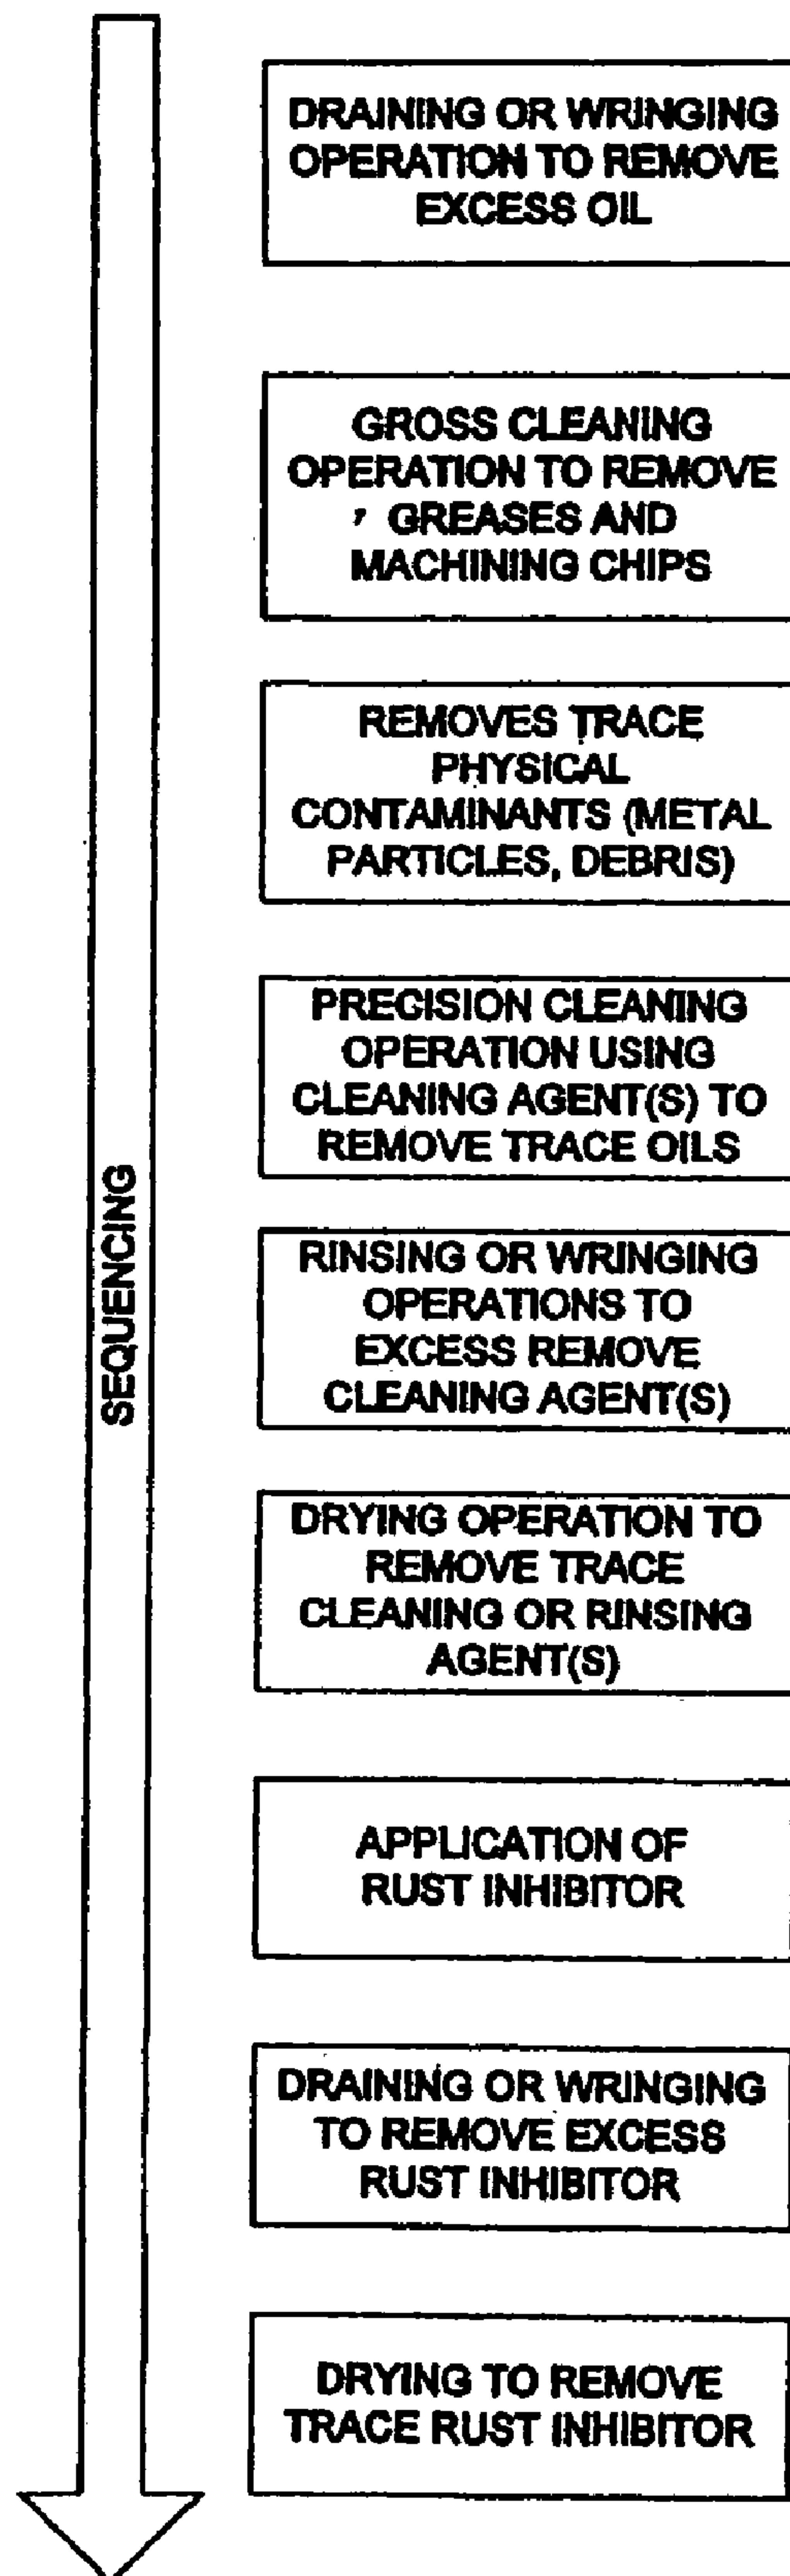 DRAINING OR WRINGING
OPERATION TO REMOVE
EXCESS OIL
GROSS CLEANING
OPERATION TO REMOVE
GREASES AND
MACHINING CHIPS
REMOVES TRACE
PHYSICAL
CONTAMINANTS (METAL
PARTICLES, DEBRIS)
PRECISION CLEANING
OPERATION USING
CLEANING AGENT(S) TO
REMOVE TRACE OILS
SEQUENCING
RINSING OR WRINGING
OPERATIONS TO
EXCESS REMOVE
CLEANING AGENT(S)
DRYING OPERATION TO
REMOVE TRACE
CLEANING OR RINSING
AGENT(S)
APPLICATION OF
RUST INHIBITOR
DRAINING OR WRINGING
TO REMOVE EXCESS
RUST INHIBITOR
DRYING TO REMOVE
TRACE RUST INHIBITOR